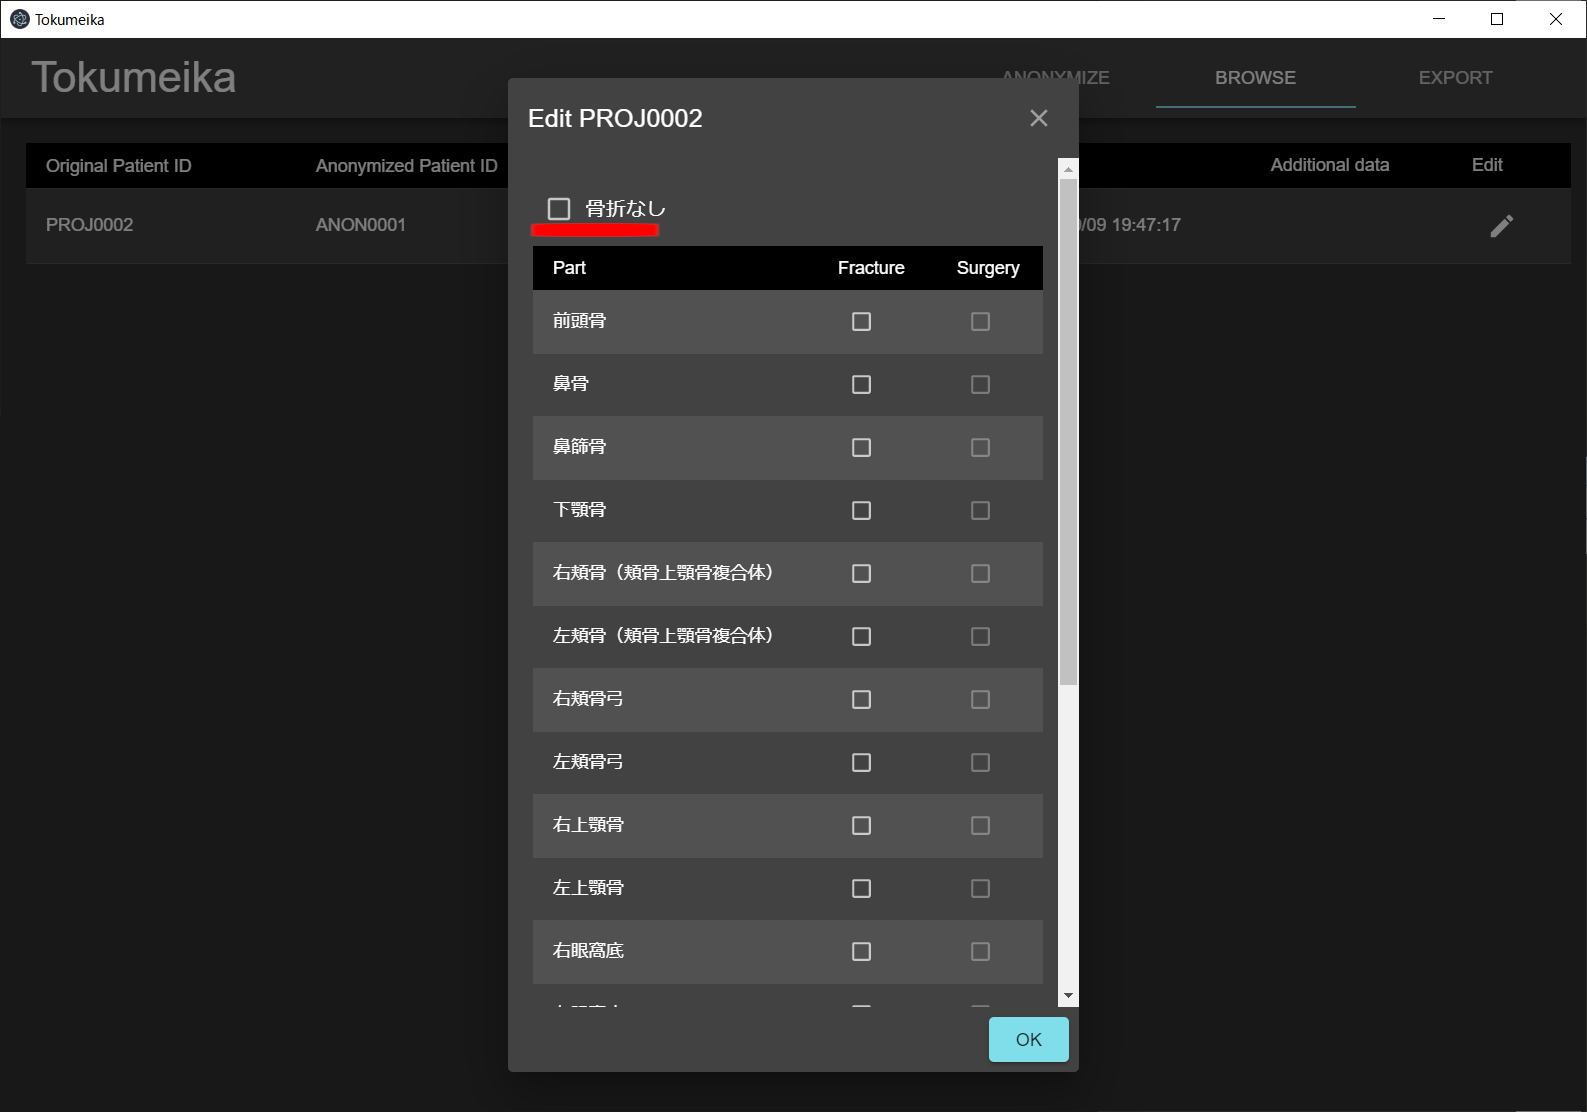 Tokumeika
Tokumeika
ANONYMIZE
BROWSE
EXPORT
Original Patient ID
Anonymized Patient ID
Additional data
Edit
PROJ0002
ANON0001
/09 19:47:17
Edit PROJ0002
骨折なし
Part
Fracture
Surgery
前頭骨
鼻骨
鼻篩骨
下顎骨
右頬骨（頬骨上顎骨複合体）
左頬骨（頬骨上顎骨複合体）
右頬骨弓
左頬骨弓
右上顎骨
左上顎骨
右眼窩底
OK